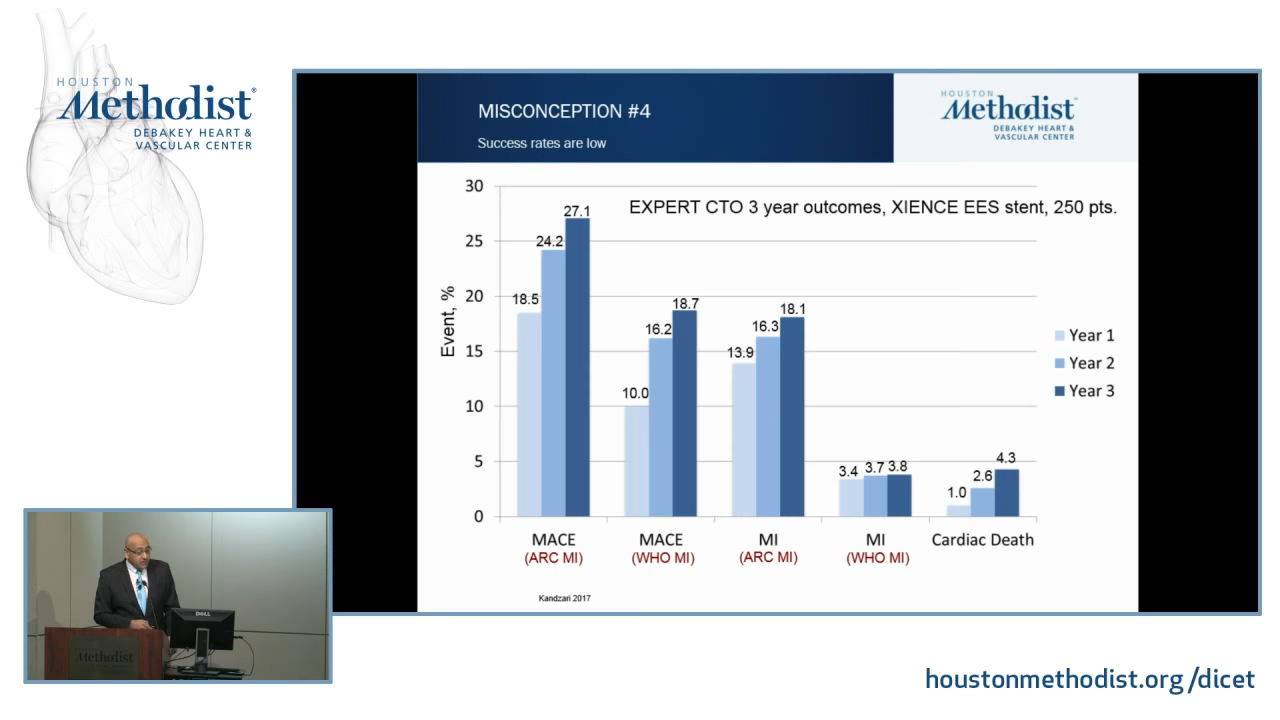 HOUSTON
Methodist®
DEBAKEY HEART &
VASCULAR CENTER
MISCONCEPTION #4
Success rates are low
HOUSTON
Methodist
DEBAKEY HEART &
VASCULAR CENTER
EXPERT CTO 3 year outcomes, XIENCE EES stent, 250 pts.
Event, %
30
25
20
15
10
5
0
18.5
24.2
27.1
10.0
16.2
18.7
13.9
16.3
18.1
3.4
3.7
3.8
1.0
2.6
4.3
Year 1
Year 2
Year 3
MACE
(ARC MI)
MACE
(WHO MI)
MI
(ARC MI)
MI
(WHO MI)
Cardiac Death
Kandzari 2017
DELL
Methodist
houstonmethodist.org/dicet